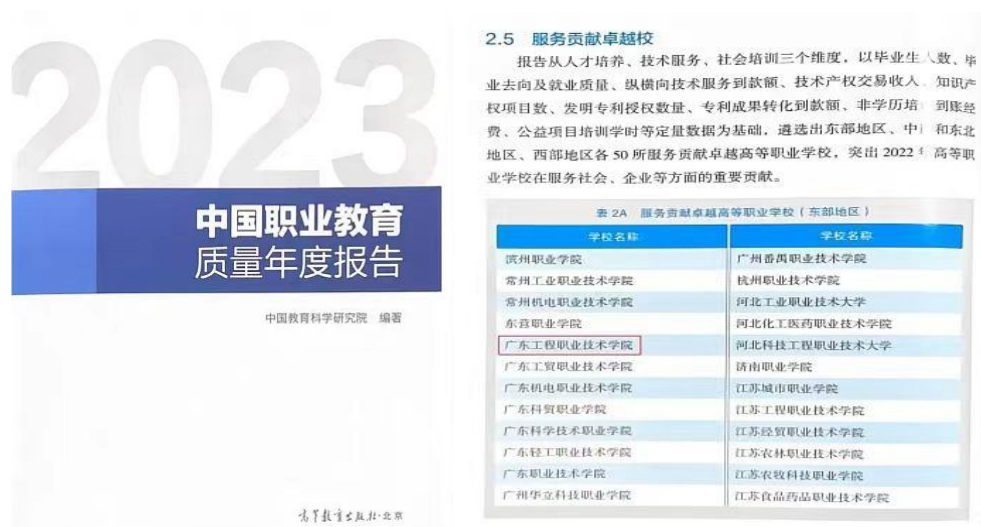 2023
中国职业教育
质量年度报告
中国教育科学研究院 编著
高等教育出版社·北京
2.5 服务贡献卓越校
报告从人才培养、技术服务、社会培训三个维度，以毕业生人数、毕
业去向及就业质量、纵横向技术服务到款额、技术产权交易收入 知识产
权项目数、发明专利授权数量、专利成果转化到款额、非学历培 到账经
费、公益项目培训学时等定量数据为基础，遴选出东部地区、中 和东北
地区、西部地区各 50 所服务贡献卓越高等职业学校，突出 2022 高等职
业学校在服务社会、企业等方面的重要贡献。
表 2A 服务贡献卓越高等职业学校（东部地区）
学校名称 学校名称
滨州职业学院 广州番禺职业技术学院
常州工业职业技术学院 杭州职业技术学院
常州机电职业技术学院 河北工业职业技术大学
东营职业学院 河北化工医药职业技术学院
广东工程职业技术学院 河北科技工程职业技术大学
广东工贸职业技术学院 济南职业学院
广东机电职业技术学院 江苏城市职业学院
广东科贸职业学院 江苏工程职业技术学院
广东科学技术职业学院 江苏经贸职业技术学院
广东轻工职业技术学院 江苏农林职业技术学院
广东职业技术学院 江苏农牧科技职业学院
广州华立科技职业学院 江苏食品药品职业技术学院